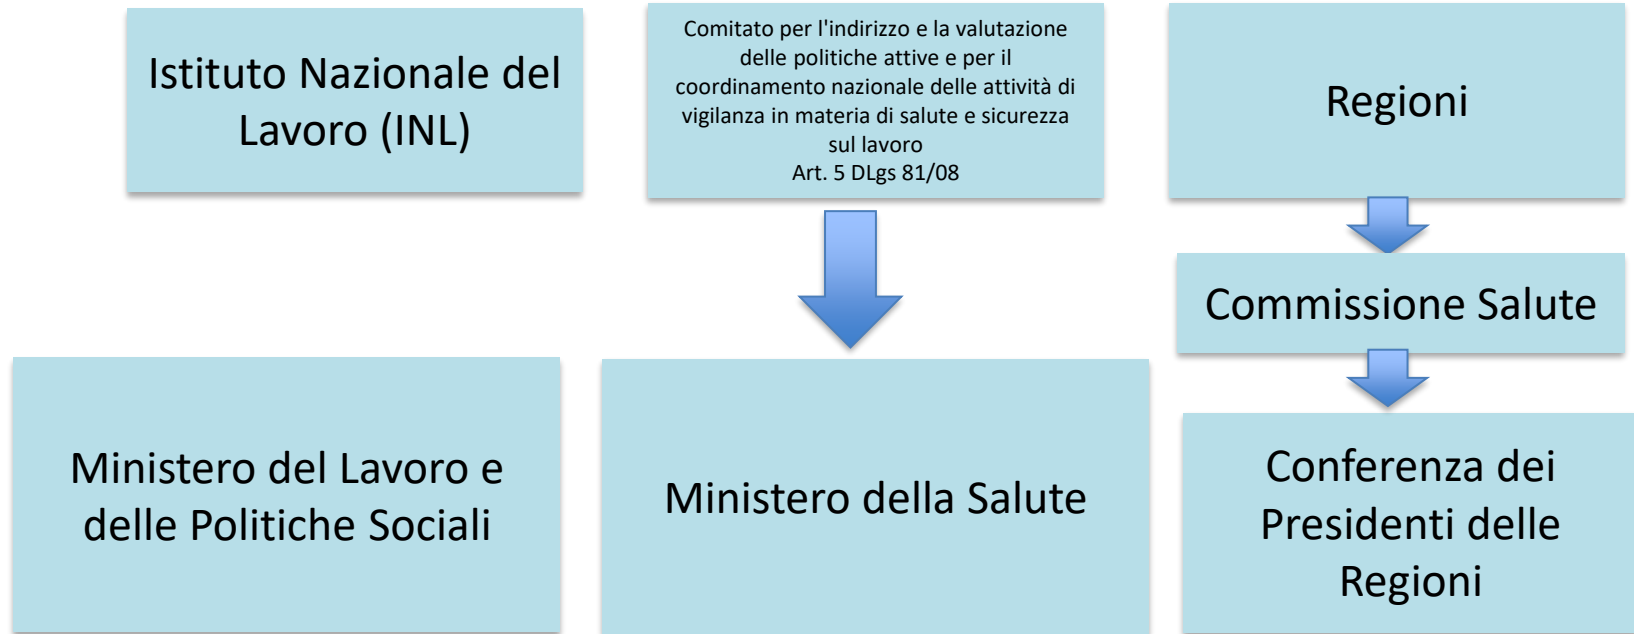 Istituto Nazionale del
Lavoro (INL)
Comitato per l'indirizzo e la valutazione
delle politiche attive e per il
coordinamento nazionale delle attività di
vigilanza in materia di salute e sicurezza
sul lavoro
Art. 5 DLgs 81/08
Regioni
Commissione Salute
Ministero del Lavoro e
delle Politiche Sociali
Ministero della Salute
Conferenza dei
Presidenti delle
Regioni